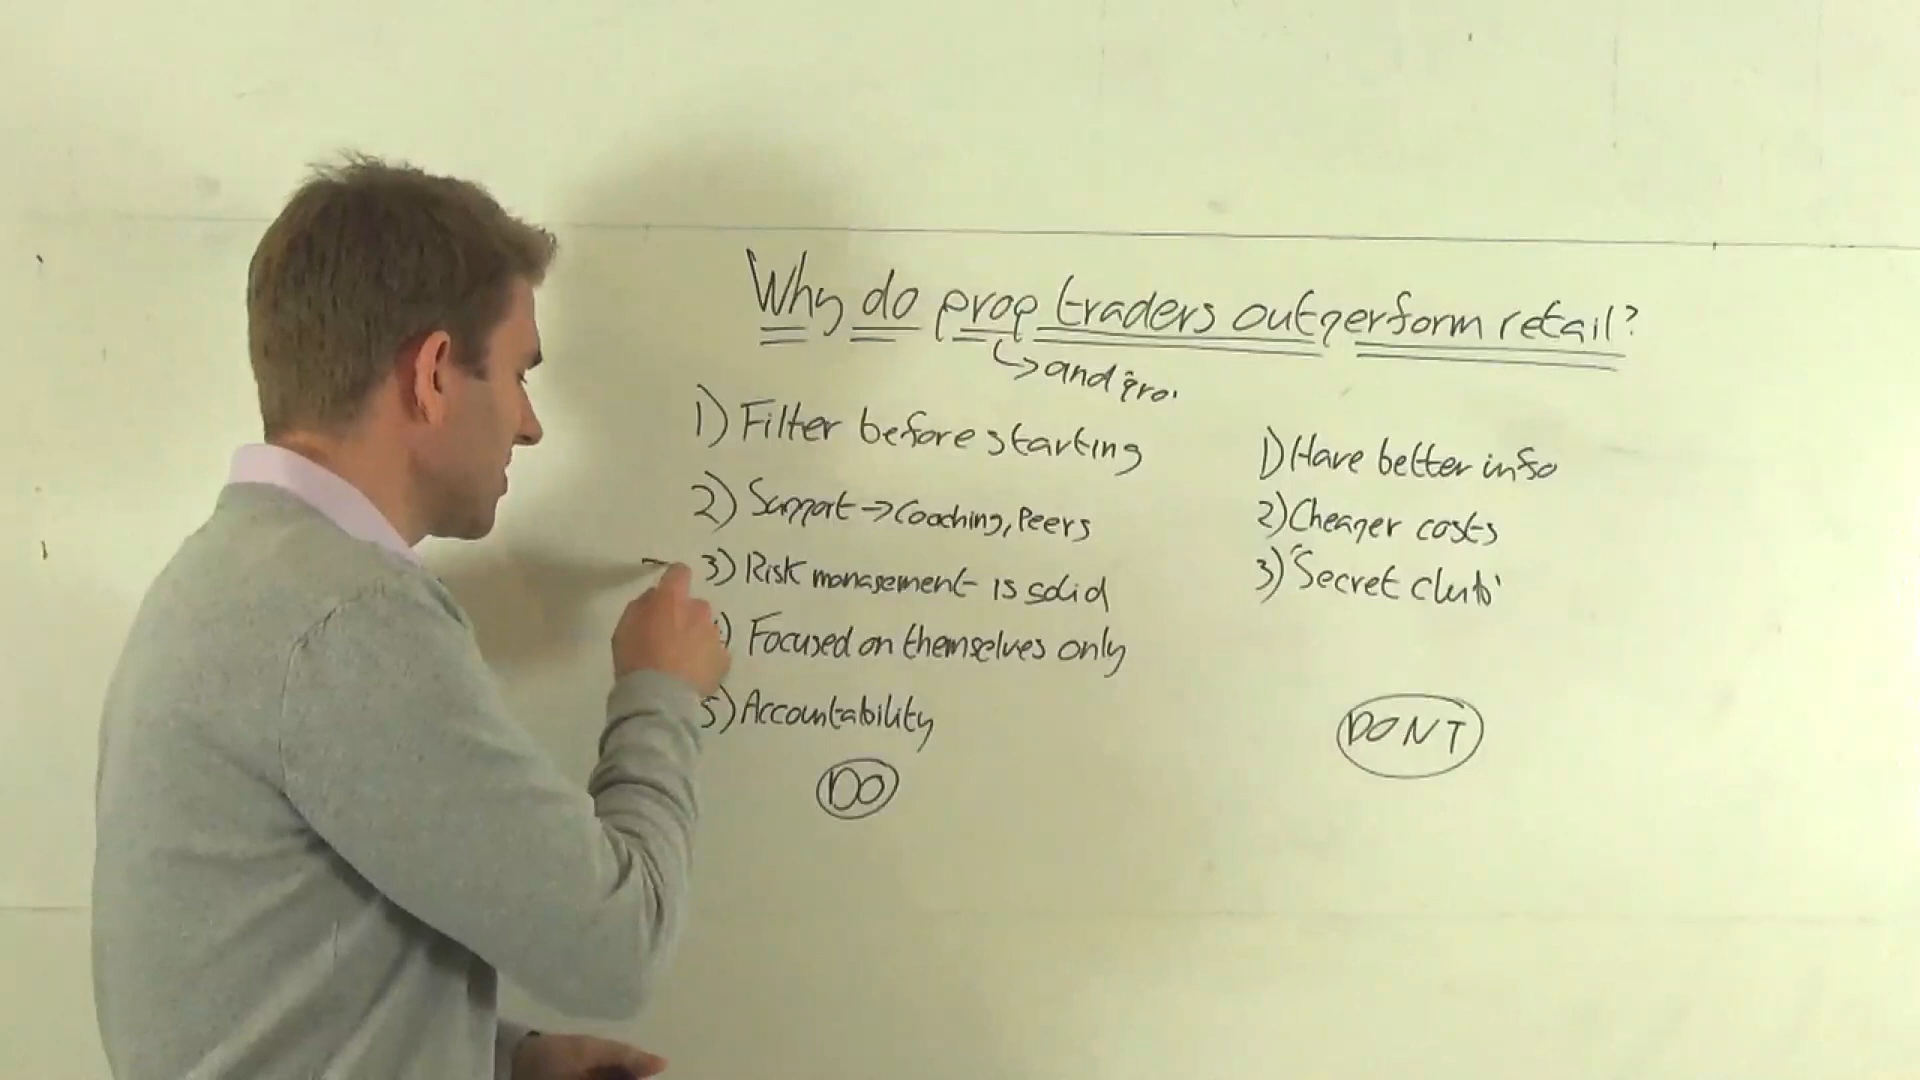 Why do prop traders outperform retail?
↳ and pro.
1) Filter before starting
2) Support → Coaching, Peers
3) Risk management is solid
4) Focused on themselves only
5) Accountability
DO
1) Have better info
2) Cheaper costs
3) 'Secret club'
DONT